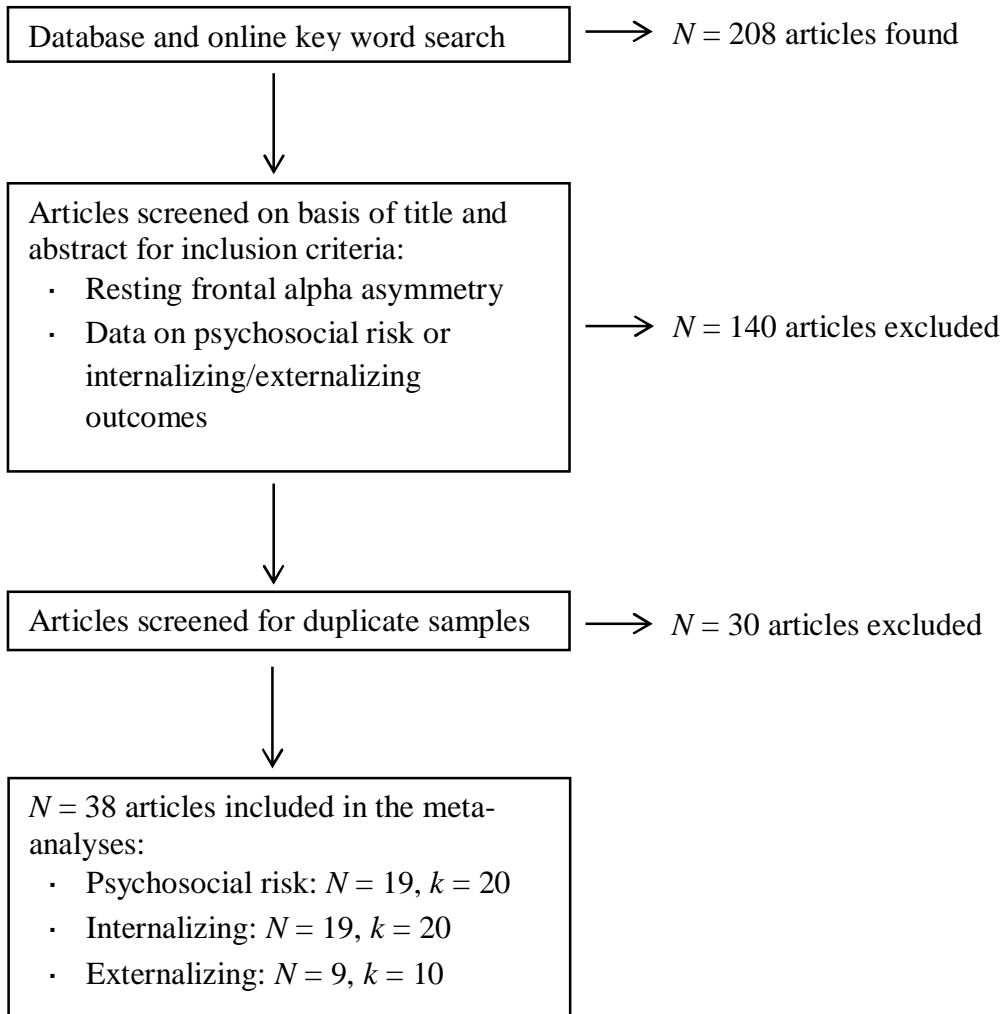 Database and online key word search
N = 208 articles found
Articles screened on basis of title and
abstract for inclusion criteria:
· Resting frontal alpha asymmetry
· Data on psychosocial risk or
internalizing/externalizing
outcomes
N = 140 articles excluded
Articles screened for duplicate samples
N = 30 articles excluded
N = 38 articles included in the meta-
analyses:
· Psychosocial risk: N = 19, k = 20
· Internalizing: N = 19, k = 20
· Externalizing: N = 9, k = 10